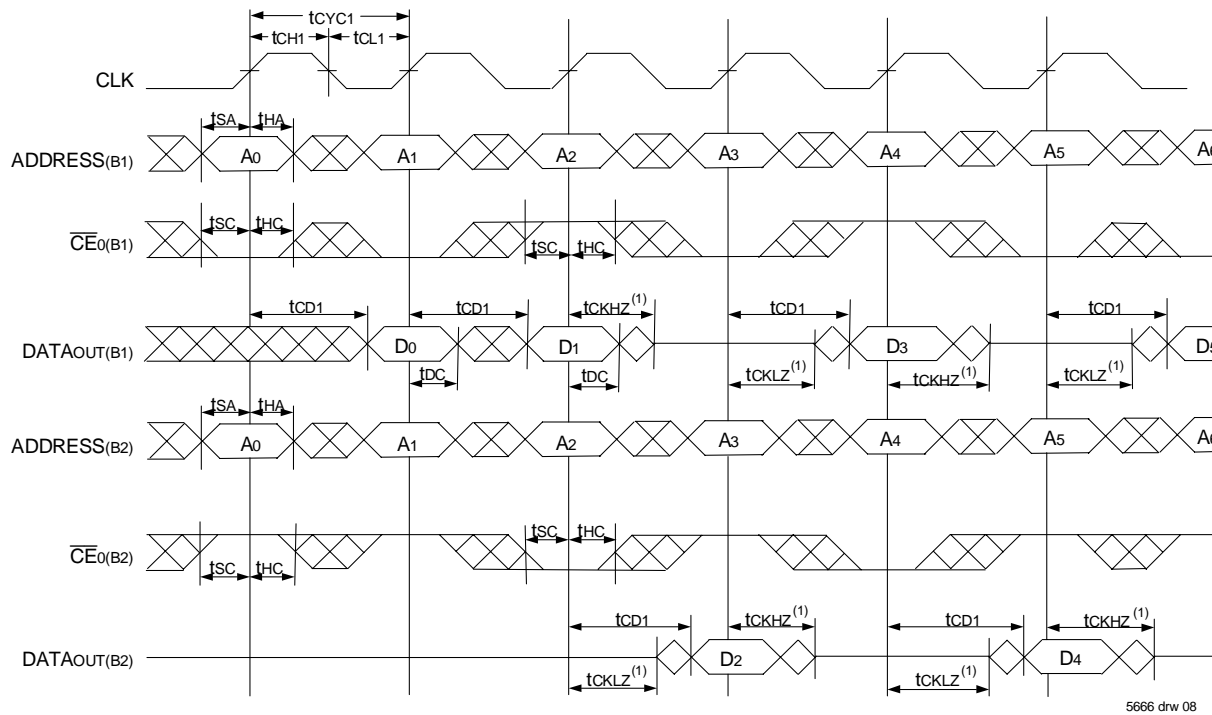 tCYC1
tCH1 tCL1
CLK
tSA tHA
ADDRESS(B1) A0 A1 A2 A3 A4 A5 A6
tSC tHC
CE0(B1)
tSC tHC
tCD1 tCD1 tCKHZ(1) tCD1 tCD1
DATAOUT(B1) D0 D1 D3 D5
tDC tDC tCKLZ(1) tCKHZ(1) tCKLZ(1)
tSA tHA
ADDRESS(B2) A0 A1 A2 A3 A4 A5 A6
tSC tHC
CE0(B2)
tSC tHC
tCD1 tCKHZ(1) tCD1 tCKHZ(1)
DATAOUT(B2) D2 D4
tCKLZ(1) tCKLZ(1)
5666 drw 08